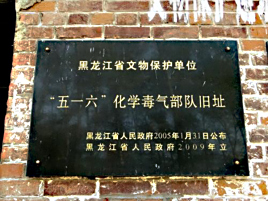 黑龙江省文物保护单位
“五一六”化学毒气部队旧址
黑龙江省人民政府2005年1月31日公布
黑龙江省人民政府2009年立